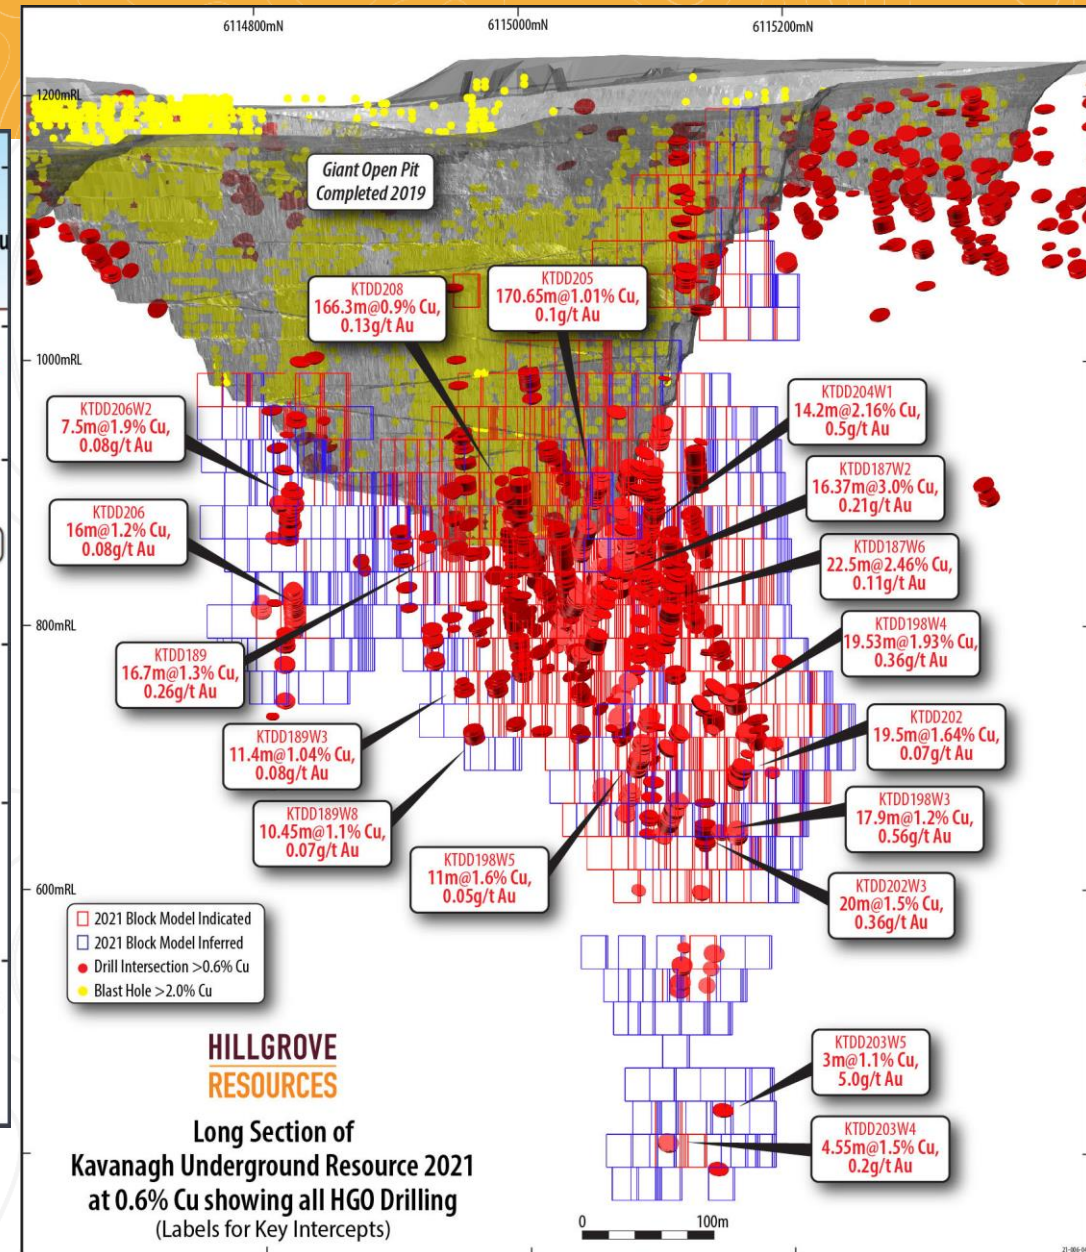 6114800mN
6115000mN
6115200mN
1200mRL
Giant Open Pit
Completed 2019
KTDD208
166.3m@0.9% Cu,
0.13g/t Au
KTDD205
170.65m@1.01% Cu,
0.1g/t Au
1000mRL
KTDD206W2
7.5m@1.9% Cu,
0.08g/t Au
KTDD204W1
14.2m@2.16% Cu,
0.5g/t Au
KTDD187W2
16.37m@3.0% Cu,
0.21g/t Au
KTDD206
16m@1.2% Cu,
0.08g/t Au
KTDD187W6
22.5m@2.46% Cu,
0.11g/t Au
800mRL
KTDD198W4
19.53m@1.93% Cu,
0.36g/t Au
KTDD189
16.7m@1.3% Cu,
0.26g/t Au
KTDD202
19.5m@1.64% Cu,
0.07g/t Au
KTDD189W3
11.4m@1.04% Cu,
0.08g/t Au
KTDD198W3
17.9m@1.2% Cu,
0.56g/t Au
KTDD189W8
10.45m@1.1% Cu,
0.07g/t Au
KTDD198W5
11m@1.6% Cu,
0.05g/t Au
KTDD202W3
20m@1.5% Cu,
0.36g/t Au
600mRL
2021 Block Model Indicated
2021 Block Model Inferred
Drill Intersection >0.6% Cu
Blast Hole >2.0% Cu
HILLGROVE
RESOURCES
KTDD203W5
3m@1.1% Cu,
5.0g/t Au
KTDD203W4
4.55m@1.5% Cu,
0.2g/t Au
Long Section of
Kavanagh Underground Resource 2021
at 0.6% Cu showing all HGO Drilling
(Labels for Key Intercepts)
0 100m